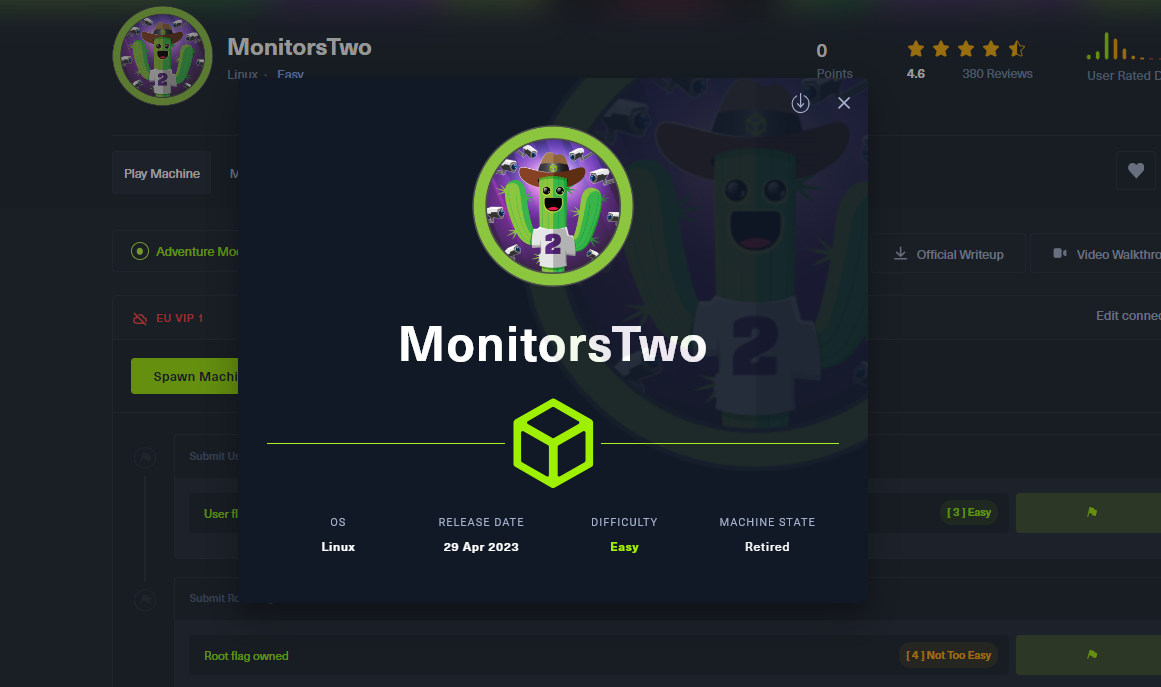 MonitorsTwo
Linux · Easy
0
Points
4.6
380 Reviews
User Rated D
Play Machine
M
Adventure Mo
Official Writeup
Video Walkthro
EU VIP 1
Edit connec
Spawn Machi
2
MonitorsTwo
OS
RELEASE DATE
DIFFICULTY
MACHINE STATE
Linux
29 Apr 2023
Easy
Retired
Submit Us
User fl
[ 3 ] Easy
Submit Ro
Root flag owned
[ 4 ] Not Too Easy